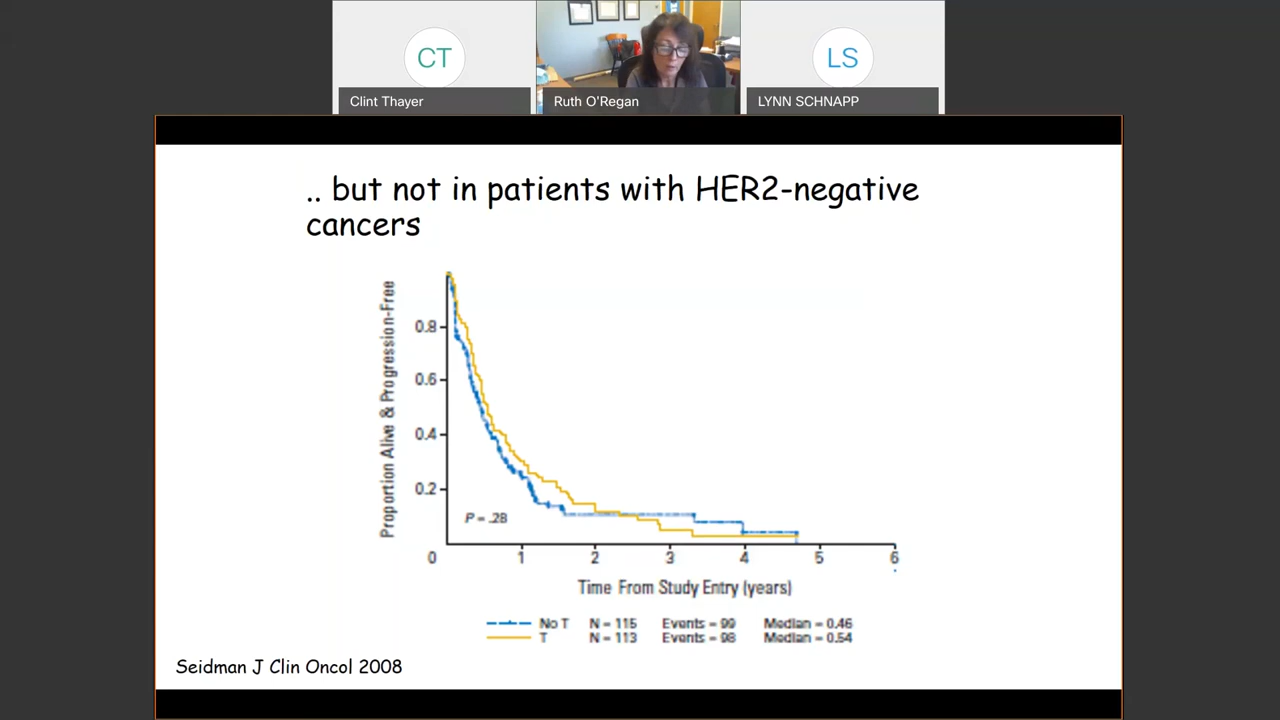 CT
LS
Clint Thayer
Ruth O'Regan
LYNN SCHNAPP
.. but not in patients with HER2-negative
cancers
Proportion Alive & Progression-Free
0.8
0.6
0.4
0.2
P = .28
0 1 2 3 4 5 6
Time From Study Entry (years)
No T N = 115 Events = 99 Median = 0.46
T N = 113 Events = 98 Median = 0.54
Seidman J Clin Oncol 2008